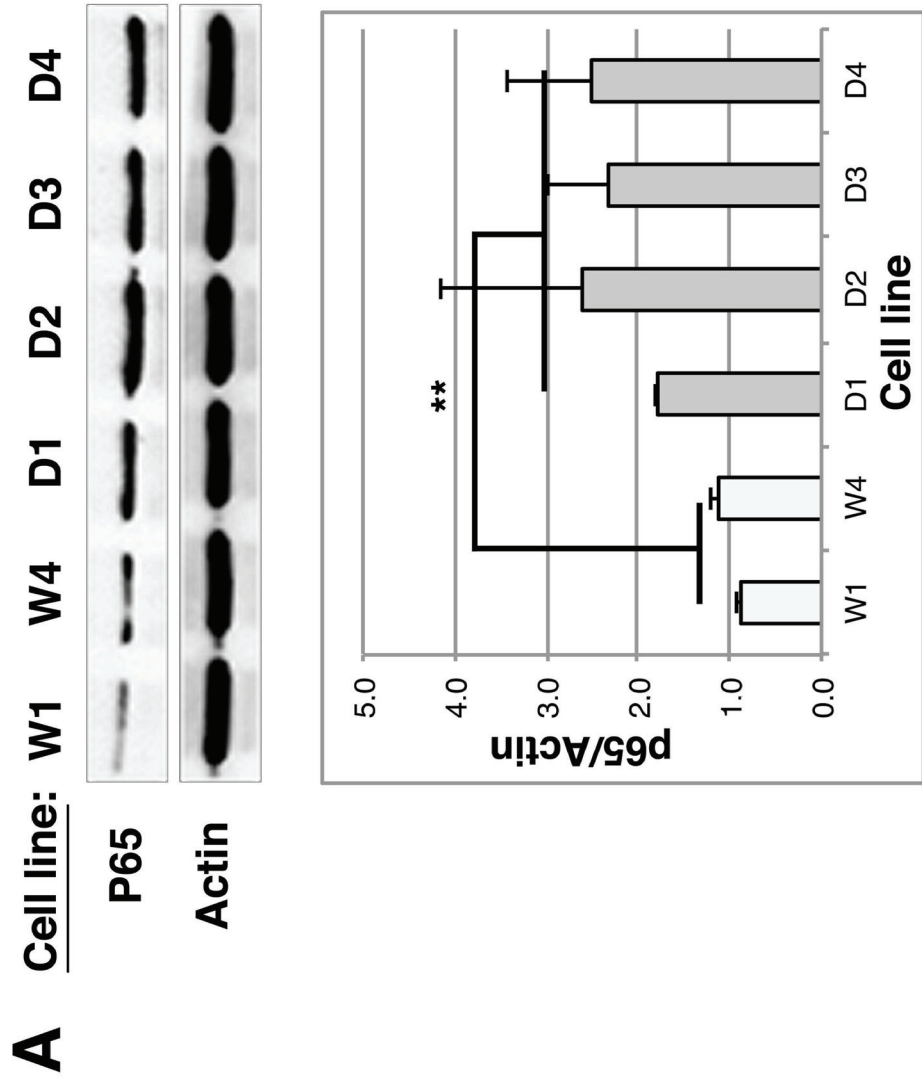 A
Cell line: W1 W4 D1 D2 D3 D4
P65
Actin
5.0
4.0
3.0
2.0
1.0
0.0
p65/Actin
**
W1 W4 D1 D2 D3 D4
Cell line